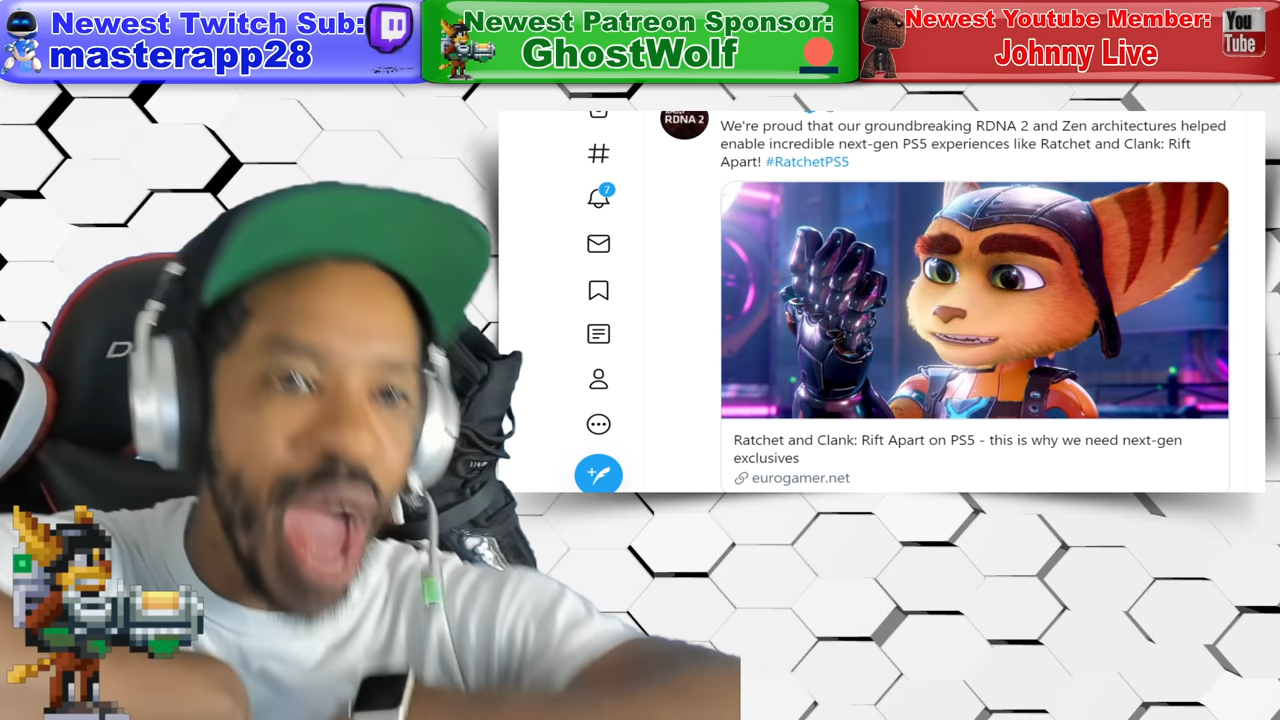 Newest Twitch Sub:
masterapp28
Newest Patreon Sponsor:
GhostWolf
Newest Youtube Member:
Johnny Live
You
Tube
RDNA 2
We're proud that our groundbreaking RDNA 2 and Zen architectures helped
enable incredible next-gen PS5 experiences like Ratchet and Clank: Rift
Apart! #RatchetPS5
7
Ratchet and Clank: Rift Apart on PS5 - this is why we need next-gen
exclusives
eurogamer.net
D